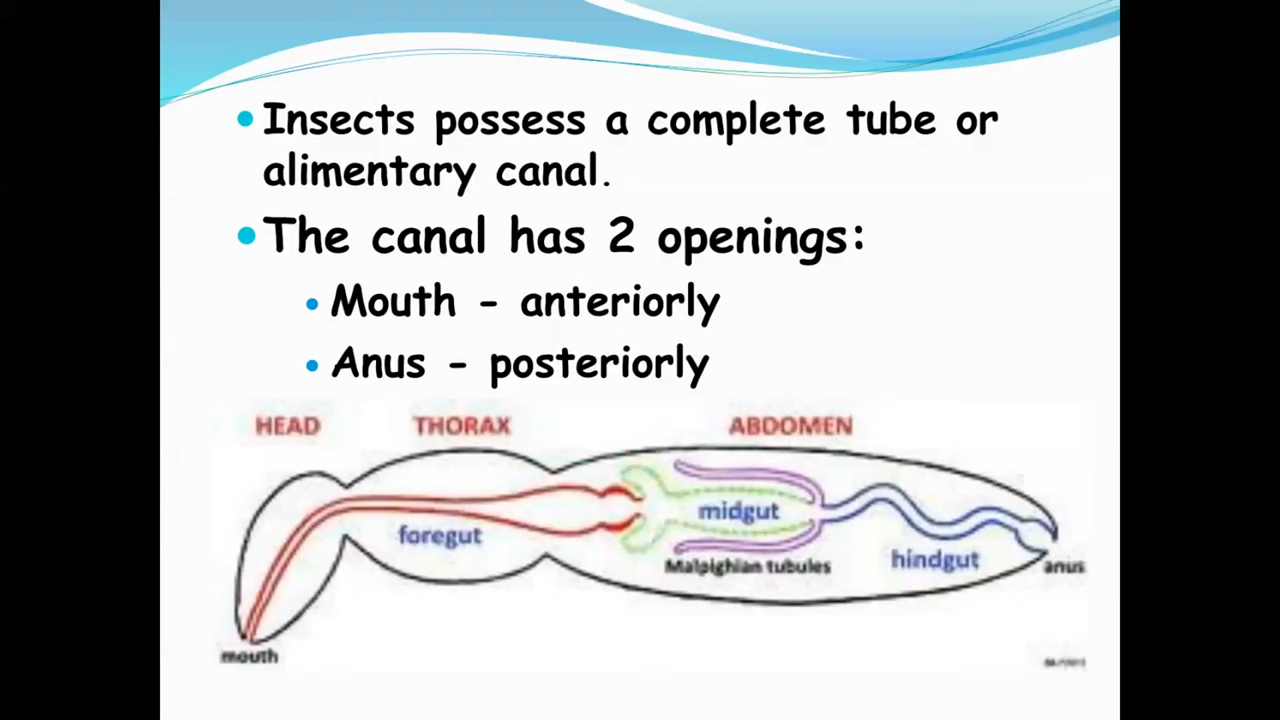 Insects possess a complete tube or
alimentary canal.
The canal has 2 openings:
Mouth - anteriorly
Anus - posteriorly
HEAD THORAX ABDOMEN
midgut
foregut
hindgut
Malpighian tubules
anus
mouth